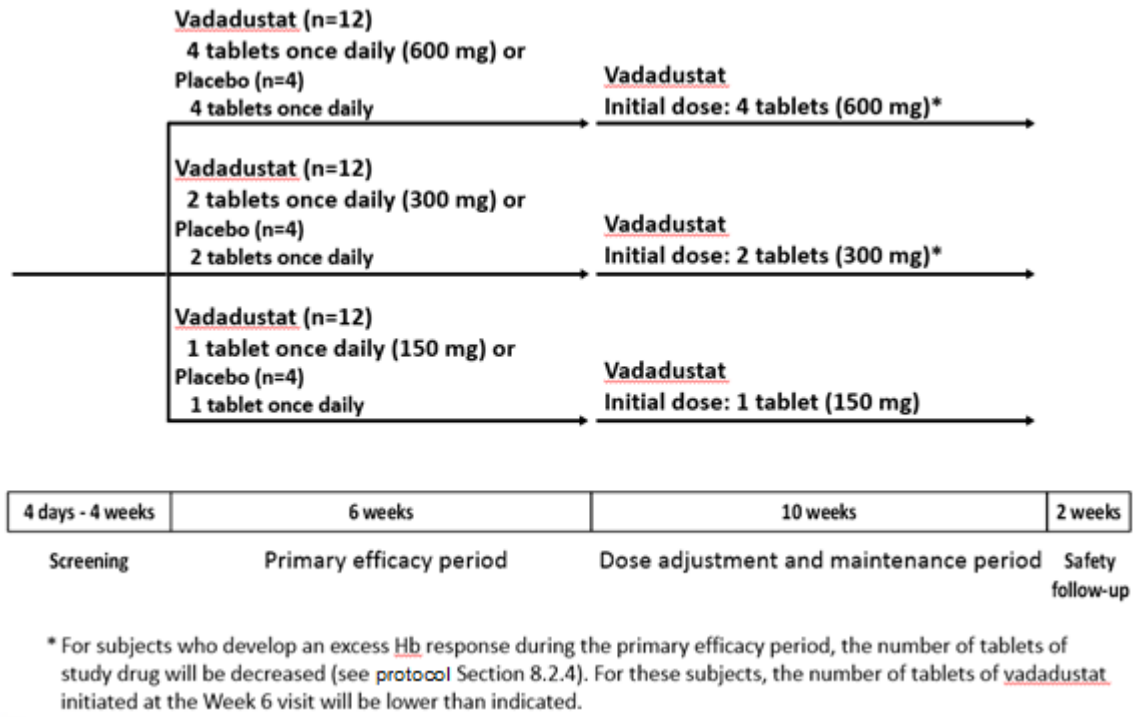 Vadadustat (n=12)
4 tablets once daily (600 mg) or
Placebo (n=4)
4 tablets once daily
Vadadustat
Initial dose: 4 tablets (600 mg)*
Vadadustat (n=12)
2 tablets once daily (300 mg) or
Placebo (n=4)
2 tablets once daily
Vadadustat
Initial dose: 2 tablets (300 mg)*
Vadadustat (n=12)
1 tablet once daily (150 mg) or
Placebo (n=4)
1 tablet once daily
Vadadustat
Initial dose: 1 tablet (150 mg)
4 days - 4 weeks
6 weeks
10 weeks
2 weeks
Screening
Primary efficacy period
Dose adjustment and maintenance period
Safety
follow-up
* For subjects who develop an excess Hb response during the primary efficacy period, the number of tablets of
study drug will be decreased (see protocol Section 8.2.4). For these subjects, the number of tablets of vadadustat
initiated at the Week 6 visit will be lower than indicated.